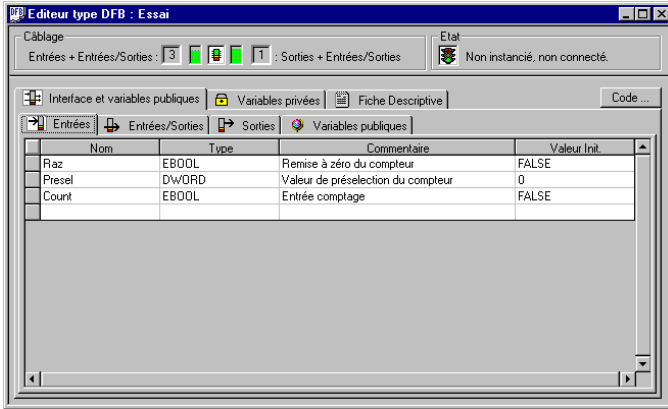 DFB Editeur type DFB : Essai
Câblage
Entrées + Entrées/Sorties : 3 1 : Sorties + Entrées/Sorties
Etat
Non instancié, non connecté.
Interface et variables publiques Variables privées Fiche Descriptive Code ...
Entrées Entrées/Sorties Sorties Variables publiques
Nom Type Commentaire Valeur Init.
Raz EBOOL Remise à zéro du compteur FALSE
Presel DWORD Valeur de préselection du compteur 0
Count EBOOL Entrée comptage FALSE